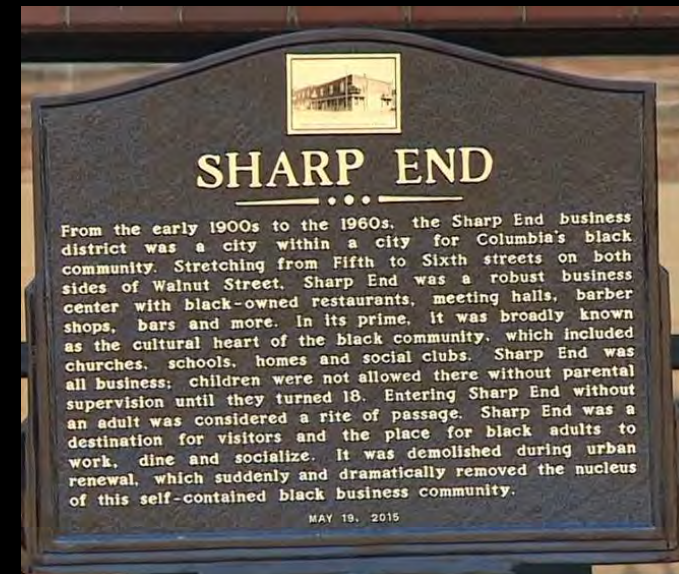 SHARP END
From the early 1900s to the 1960s, the Sharp End business
district was a city within a city for Columbia's black
community. Stretching from Fifth to Sixth streets on both
sides of Walnut Street, Sharp End was a robust business
center with black-owned restaurants, meeting halls, barber
shops, bars and more. In its prime, it was broadly known
as the cultural heart of the black community, which included
churches, schools, homes and social clubs. Sharp End was
all business; children were not allowed there without parental
supervision until they turned 18. Entering Sharp End without
an adult was considered a rite of passage. Sharp End was a
destination for visitors and the place for black adults to
work, dine and socialize. It was demolished during urban
renewal, which suddenly and dramatically removed the nucleus
of this self-contained black business community.
MAY 19, 2015